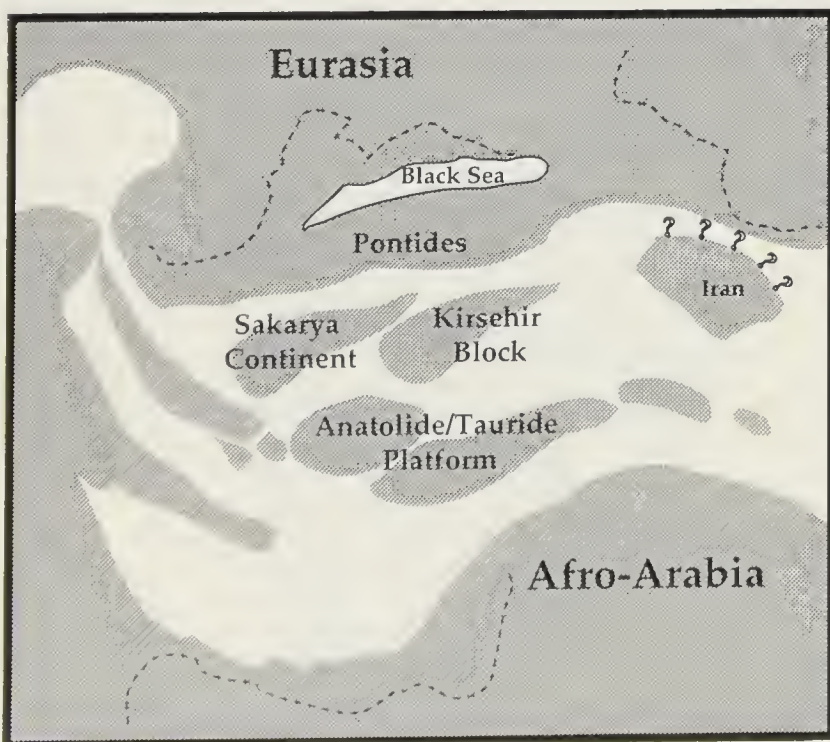 Eurasia
Black Sea
Pontides
? ? ? ? ?
Iran
Sakarya
Continent
Kirsehir
Block
Anatolide/Tauride
Platform
Afro-Arabia